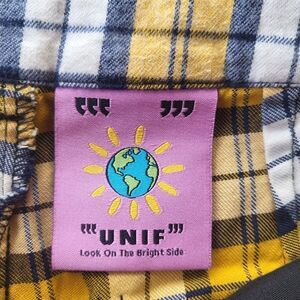 ❜❜❜ ❜❜❜
"' UNIF '"
Look On The Bright Side